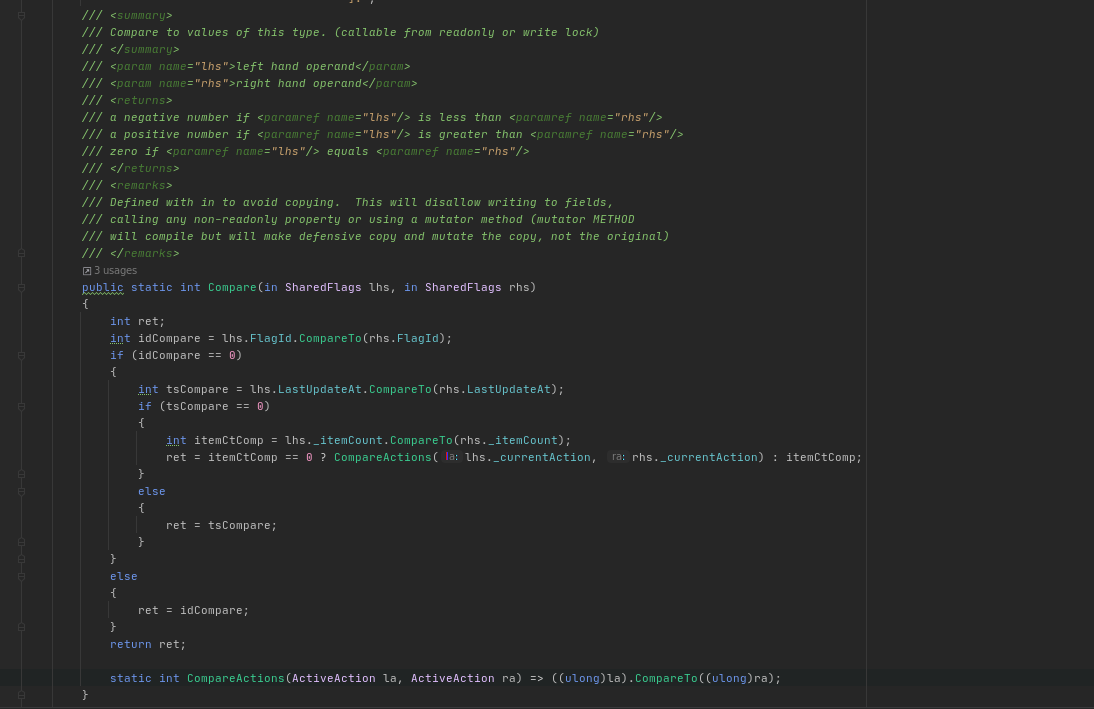 /// <summary>
/// Compare to values of this type. (callable from readonly or write lock)
/// </summary>
/// <param name="lhs">left hand operand</param>
/// <param name="rhs">right hand operand</param>
/// <returns>
/// a negative number if <paramref name="lhs"/> is less than <paramref name="rhs"/>
/// a positive number if <paramref name="lhs"/> is greater than <paramref name="rhs"/>
/// zero if <paramref name="lhs"/> equals <paramref name="rhs"/>
/// </returns>
/// <remarks>
/// Defined with in to avoid copying.  This will disallow writing to fields,
/// calling any non-readonly property or using a mutator method (mutator METHOD
/// will compile but will make defensive copy and mutate the copy, not the original)
/// </remarks>
3 usages
public static int Compare(in SharedFlags lhs, in SharedFlags rhs)
{
    int ret;
    int idCompare = lhs.FlagId.CompareTo(rhs.FlagId);
    if (idCompare == 0)
    {
        int tsCompare = lhs.LastUpdateAt.CompareTo(rhs.LastUpdateAt);
        if (tsCompare == 0)
        {
            int itemCtComp = lhs._itemCount.CompareTo(rhs._itemCount);
            ret = itemCtComp == 0 ? CompareActions(la: lhs._currentAction, ra: rhs._currentAction) : itemCtComp;
        }
        else
        {
            ret = tsCompare;
        }
    }
    else
    {
        ret = idCompare;
    }
    return ret;

    static int CompareActions(ActiveAction la, ActiveAction ra) => ((ulong)la).CompareTo((ulong)ra);
}